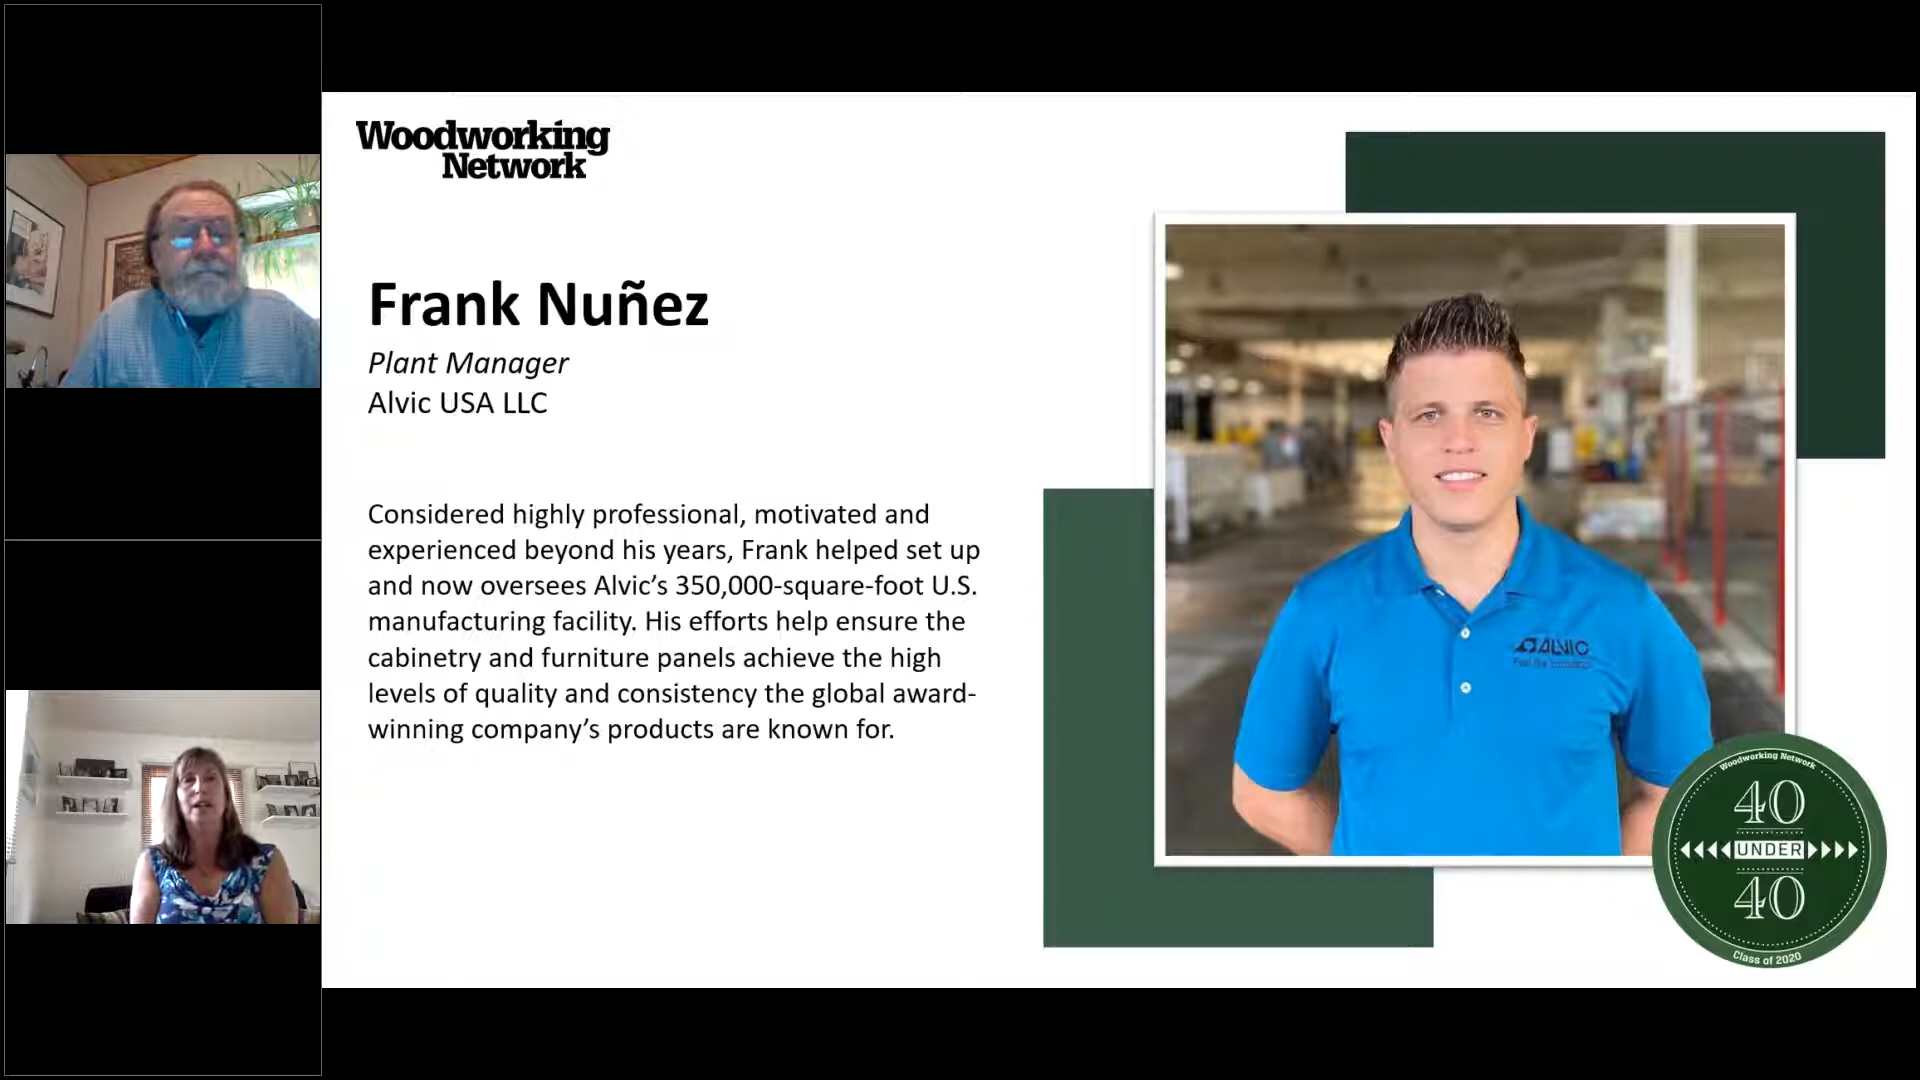 Woodworking
Network
Frank Nuñez
Plant Manager
Alvic USA LLC
Considered highly professional, motivated and
experienced beyond his years, Frank helped set up
and now oversees Alvic’s 350,000-square-foot U.S.
manufacturing facility. His efforts help ensure the
cabinetry and furniture panels achieve the high
levels of quality and consistency the global award-
winning company’s products are known for.
ALVIC
Woodworking Network
40
UNDER
40
Class of 2020